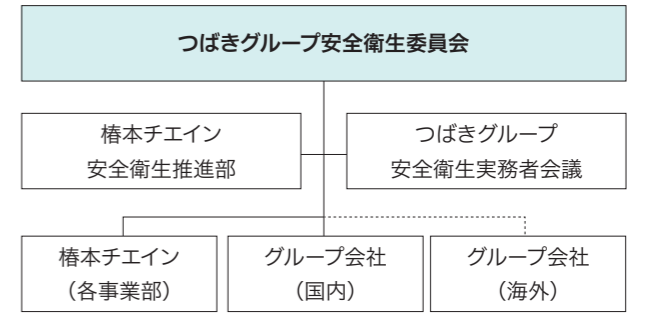 つばきグループ安全衛生委員会
椿本チエイン
安全衛生推進部
つばきグループ
安全衛生実務者会議
椿本チエイン
（各事業部）
グループ会社
（国内）
グループ会社
（海外）